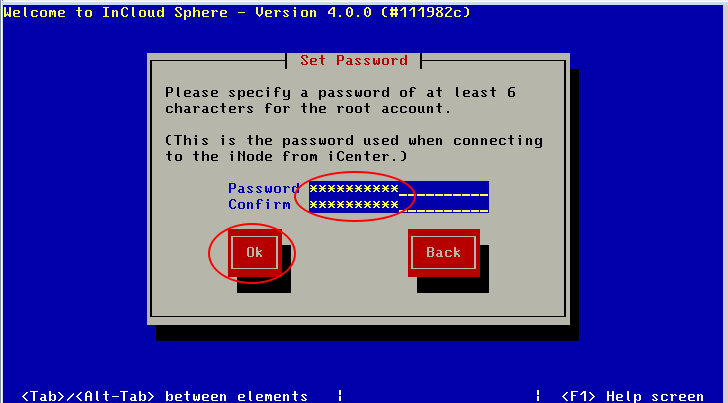 Welcome to InCloud Sphere - Version 4.0.0 (#111982c)
Set Password
Please specify a password of at least 6
characters for the root account.
(This is the password used when connecting
to the iNode from iCenter.)
Password **********__________
Confirm **********__________
Ok Back
<Tab>/<Alt-Tab> between elements | | <F1> Help screen